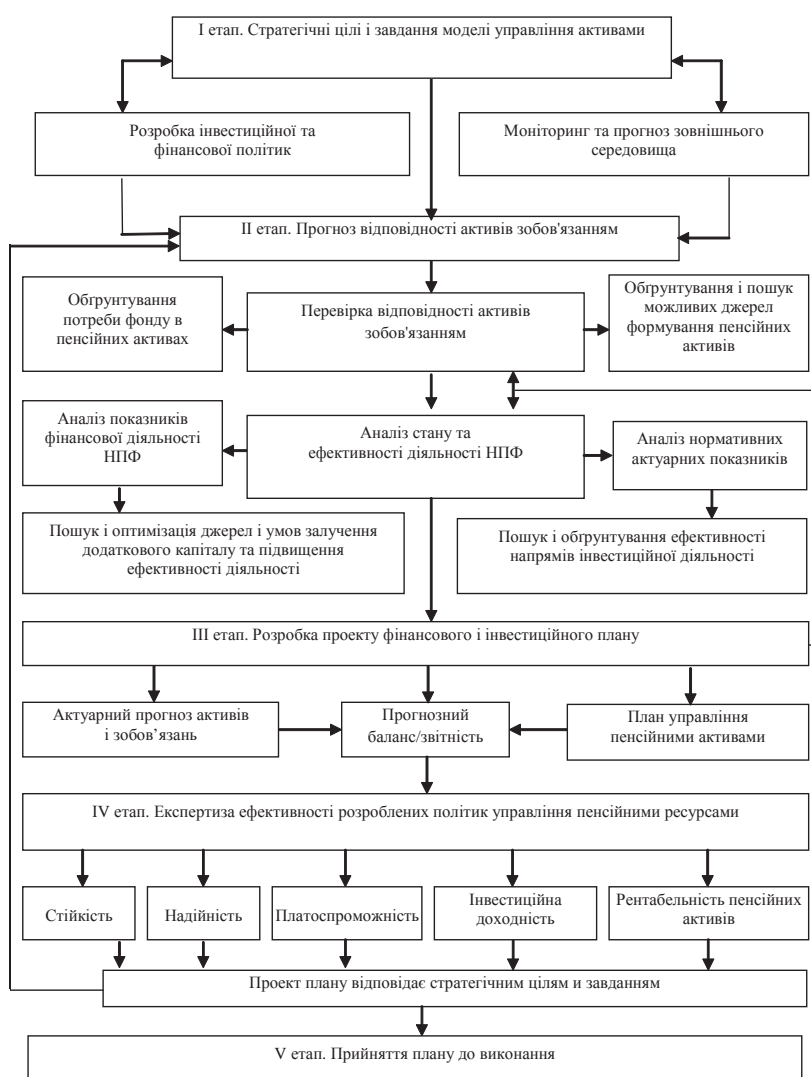 I етап. Стратегічні цілі і завдання моделі управління активами
Розробка інвестиційної та
фінансової політик
Моніторинг та прогноз зовнішнього
середовища
II етап. Прогноз відповідності активів зобов'язанням
Обґрунтування
потреби фонду в
пенсійних активах
Перевірка відповідності активів
зобов'язанням
Обґрунтування і пошук
можливих джерел
формування пенсійних
активів
Аналіз показників
фінансової діяльності
НПФ
Аналіз стану та
ефективності діяльності НПФ
Аналіз нормативних
актуарних показників
Пошук і оптимізація джерел і умов залучення
додаткового капіталу та підвищення
ефективності діяльності
Пошук і обґрунтування ефективності
напрямів інвестиційної діяльності
III етап. Розробка проекту фінансового і інвестиційного плану
Актуарний прогноз активів
і зобов’язань
Прогнозний
баланс/звітність
План управління
пенсійними активами
IV етап. Експертиза ефективності розроблених політик управління пенсійними ресурсами
Стійкість
Надійність
Платоспроможність
Інвестиційна
доходність
Рентабельність пенсійних
активів
Проект плану відповідає стратегічним цілям и завданням
V етап. Прийняття плану до виконання